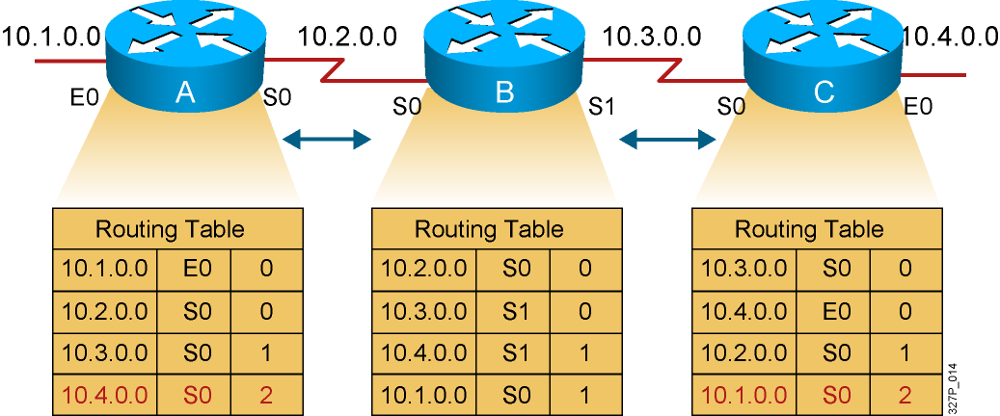 10.1.0.0 10.2.0.0 10.3.0.0 10.4.0.0
A B C
E0 S0 S0 S1 S0 E0
Routing Table
10.1.0.0 E0 0
10.2.0.0 S0 0
10.3.0.0 S0 1
10.4.0.0 S0 2
Routing Table
10.2.0.0 S0 0
10.3.0.0 S1 0
10.4.0.0 S1 1
10.1.0.0 S0 1
Routing Table
10.3.0.0 S0 0
10.4.0.0 E0 0
10.2.0.0 S0 1
10.1.0.0 S0 2
327P_014